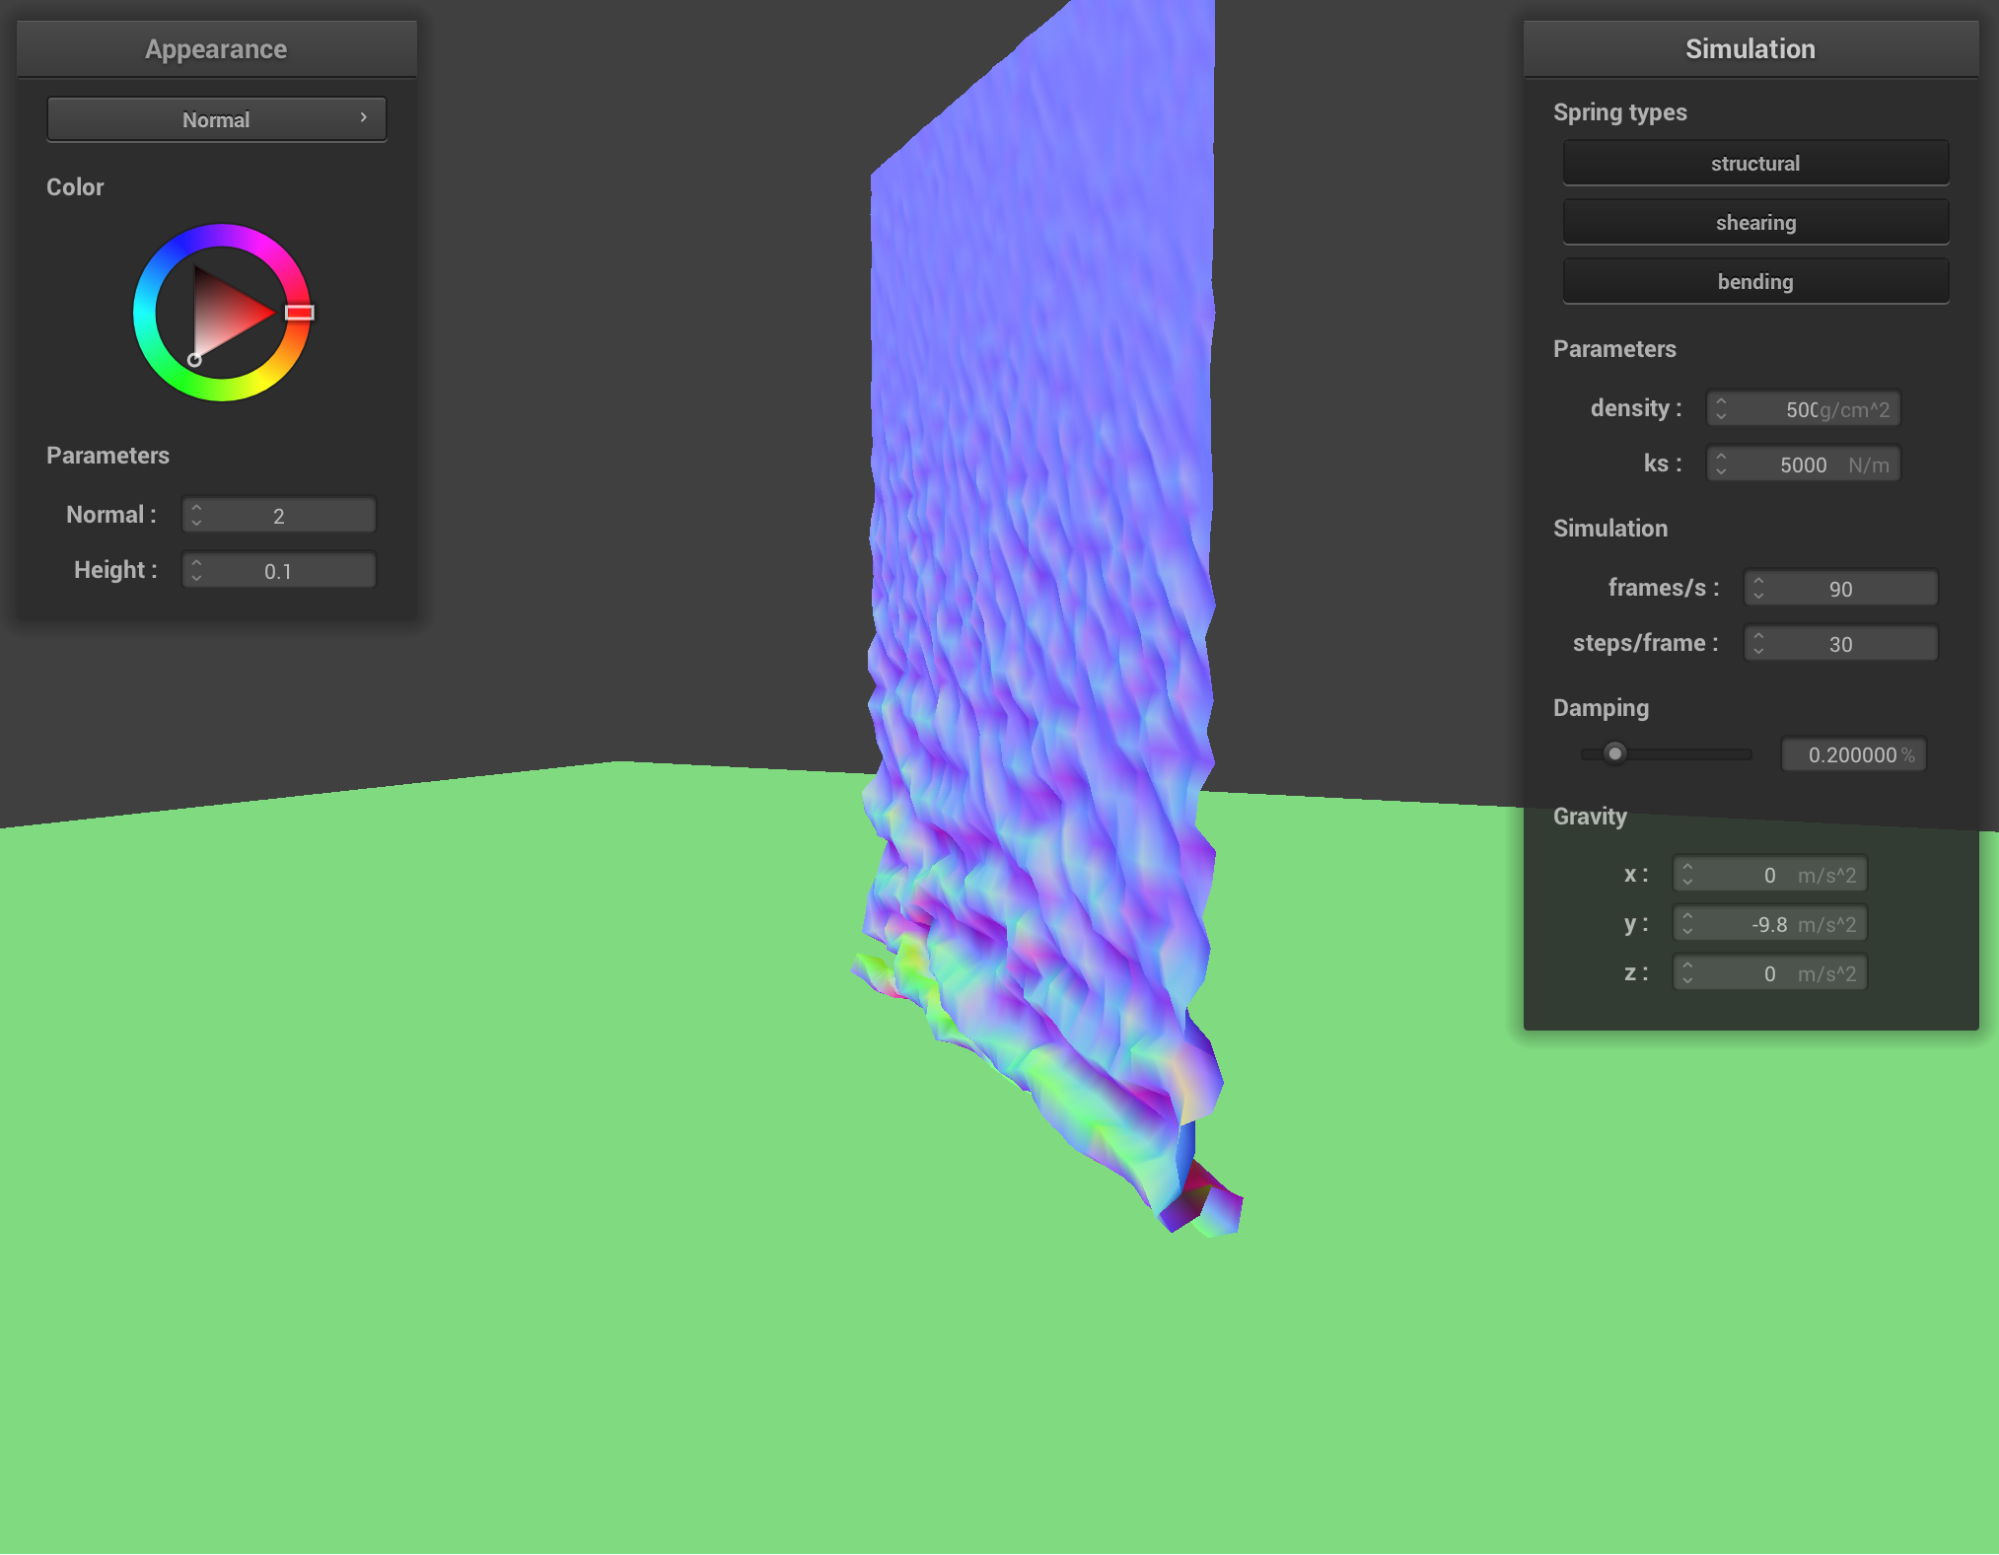 Appearance
Normal
Color
Parameters
Normal : 2
Height : 0.1
Simulation
Spring types
structural
shearing
bending
Parameters
density : 500 g/cm^2
ks : 5000 N/m
Simulation
frames/s : 90
steps/frame : 30
Damping
0.200000 %
Gravity
x : 0 m/s^2
y : -9.8 m/s^2
z : 0 m/s^2